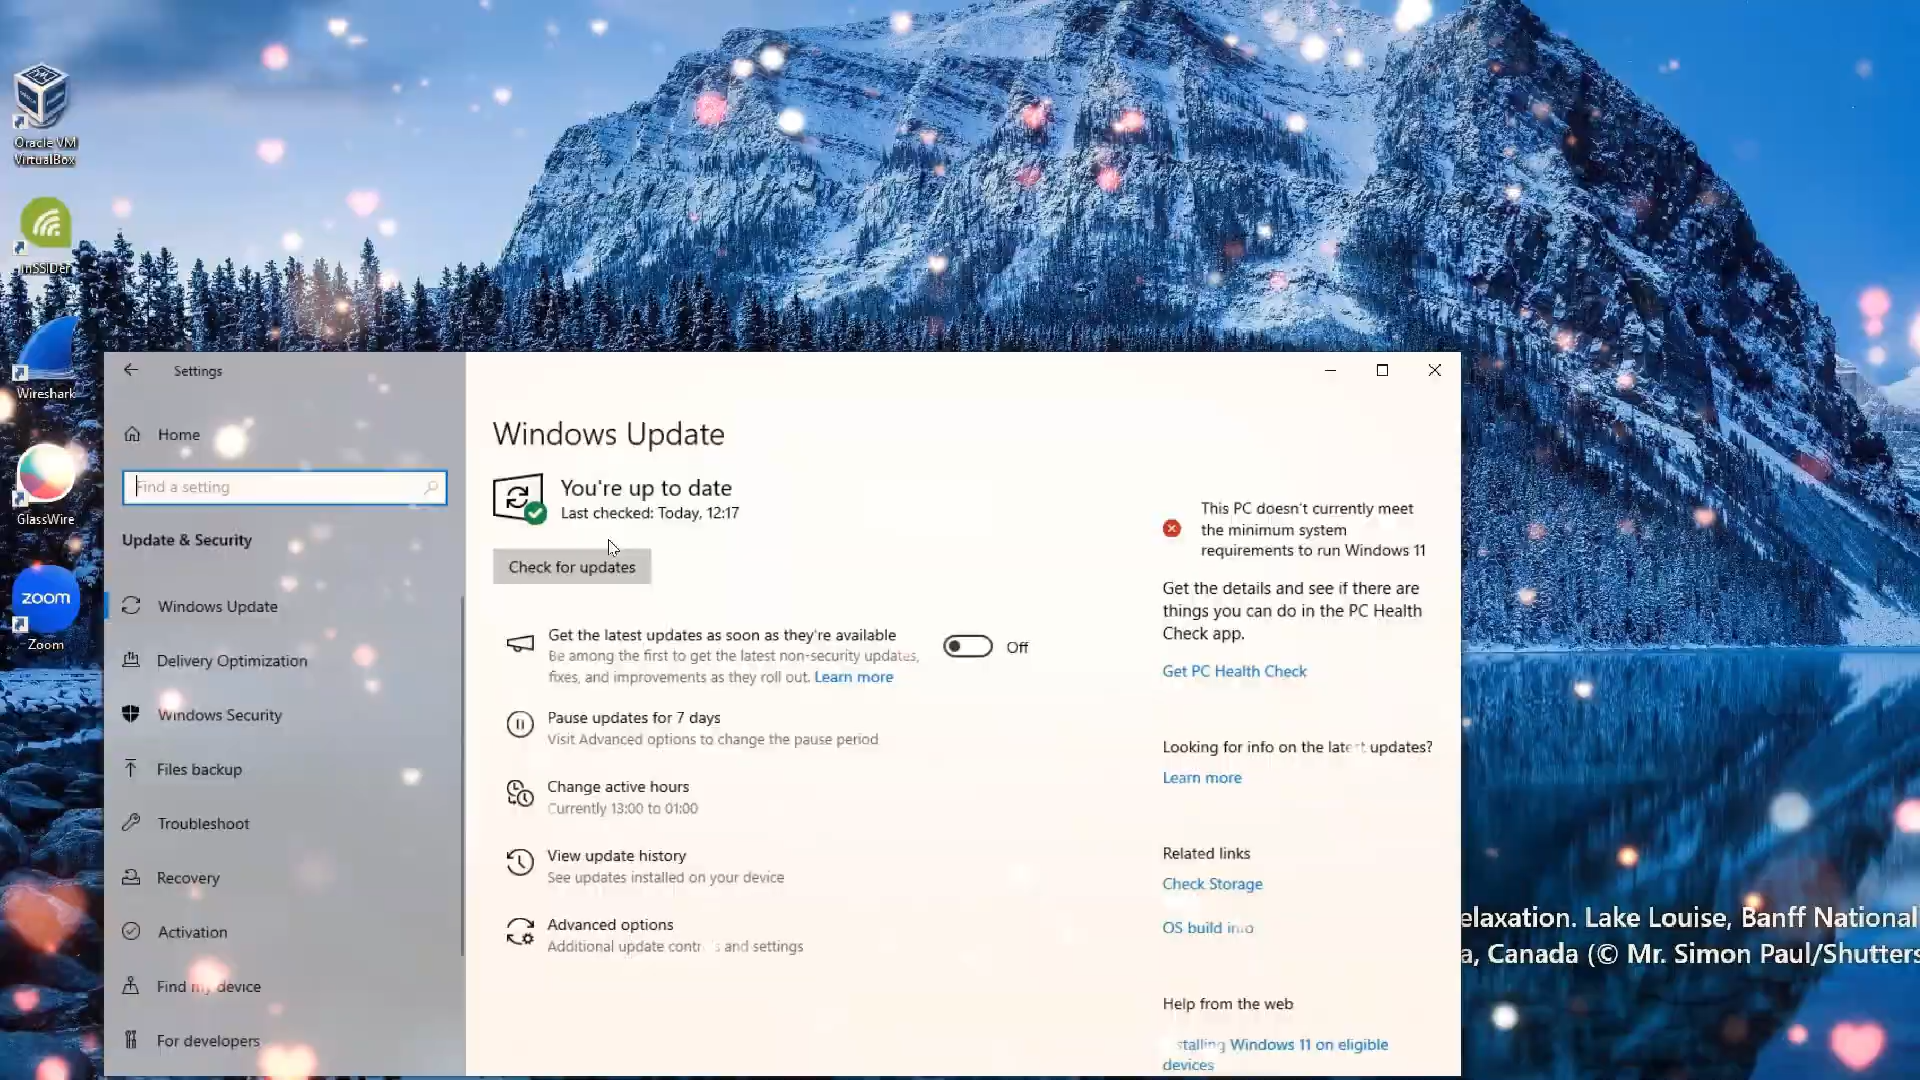 Oracle VM
VirtualBox
inSSIDer
Wireshark
GlassWire
zoom
Zoom
Settings
Home
Find a setting
Update & Security
Windows Update
Delivery Optimization
Windows Security
Files backup
Troubleshoot
Recovery
Activation
Find my device
For developers
Windows Update
You're up to date
Last checked: Today, 12:17
Check for updates
Get the latest updates as soon as they're available
Be among the first to get the latest non-security updates,
fixes, and improvements as they roll out. Learn more
Off
Pause updates for 7 days
Visit Advanced options to change the pause period
Change active hours
Currently 13:00 to 01:00
View update history
See updates installed on your device
Advanced options
Additional update controls and settings
This PC doesn't currently meet
the minimum system
requirements to run Windows 11
Get the details and see if there are
things you can do in the PC Health
Check app.
Get PC Health Check
Looking for info on the latest updates?
Learn more
Related links
Check Storage
OS build info
Help from the web
Installing Windows 11 on eligible
devices
elaxation. Lake Louise, Banff National
a, Canada (© Mr. Simon Paul/Shutters